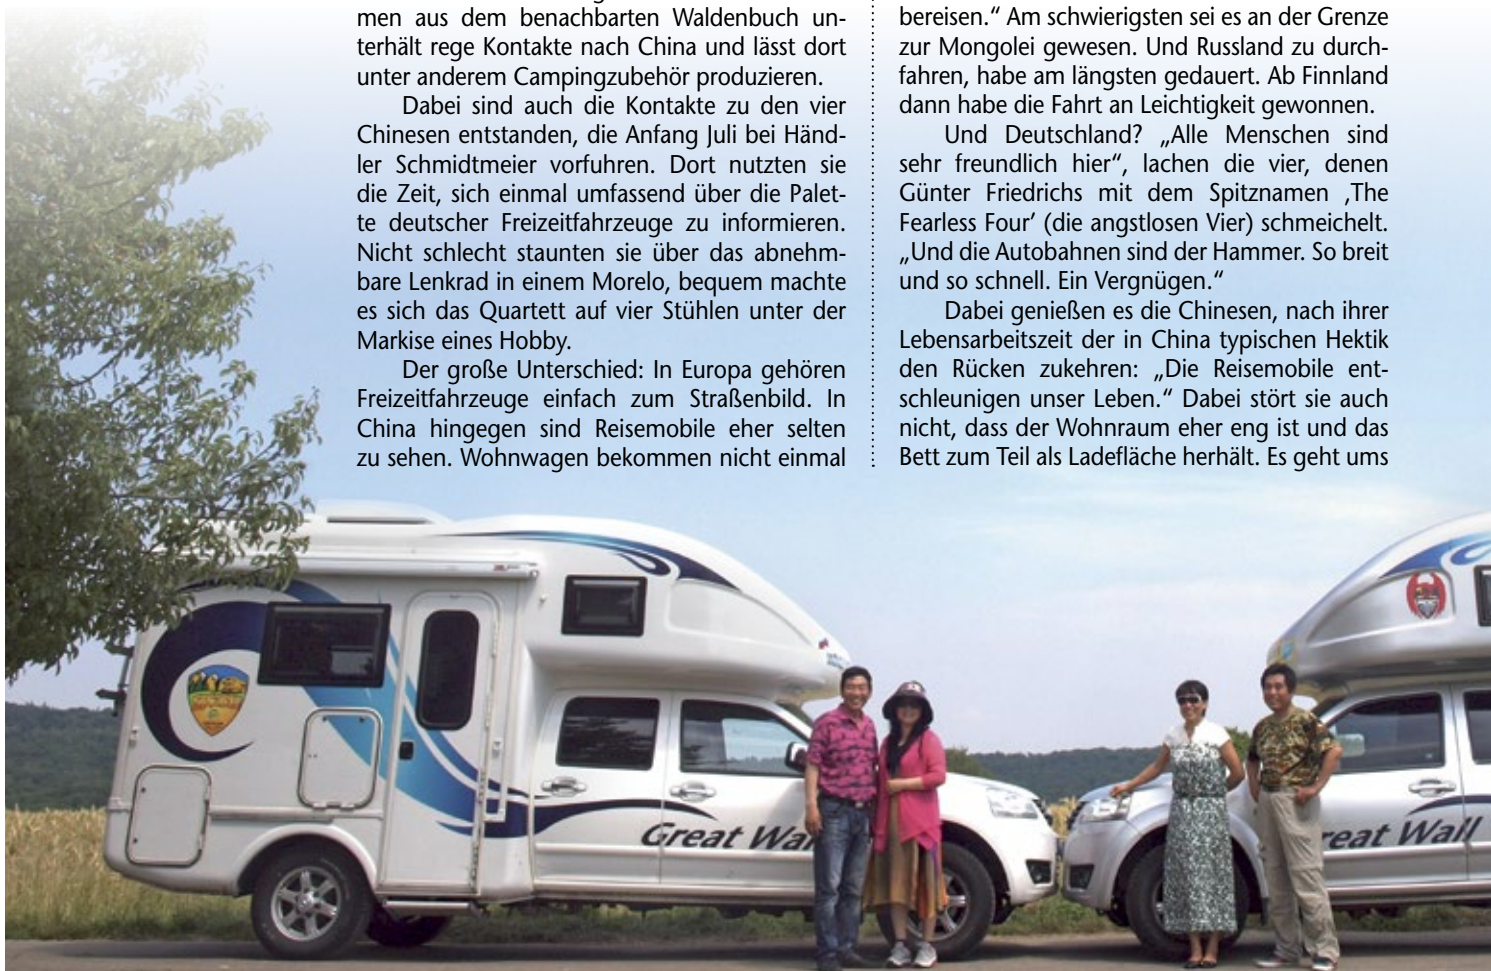 men aus dem benachbarten Waldenbuch un-
terhält rege Kontakte nach China und lässt dort
unter anderem Campingzubehör produzieren.
Dabei sind auch die Kontakte zu den vier
Chinesen entstanden, die Anfang Juli bei Händ-
ler Schmidtmeier vorfuhren. Dort nutzten sie
die Zeit, sich einmal umfassend über die Palet-
te deutscher Freizeitfahrzeuge zu informieren.
Nicht schlecht staunten sie über das abnehm-
bare Lenkrad in einem Morelo, bequem machte
es sich das Quartett auf vier Stühlen unter der
Markise eines Hobby.
Der große Unterschied: In Europa gehören
Freizeitfahrzeuge einfach zum Straßenbild. In
China hingegen sind Reisemobile eher selten
zu sehen. Wohnwagen bekommen nicht einmal
bereisen.“ Am schwierigsten sei es an der Grenze
zur Mongolei gewesen. Und Russland zu durch-
fahren, habe am längsten gedauert. Ab Finnland
dann habe die Fahrt an Leichtigkeit gewonnen.
Und Deutschland? „Alle Menschen sind
sehr freundlich hier“, lachen die vier, denen
Günter Friedrichs mit dem Spitznamen ‚The
Fearless Four’ (die angstlosen Vier) schmeichelt.
„Und die Autobahnen sind der Hammer. So breit
und so schnell. Ein Vergnügen.“
Dabei genießen es die Chinesen, nach ihrer
Lebensarbeitszeit der in China typischen Hektik
den Rücken zukehren: „Die Reisemobile ent-
schleunigen unser Leben.“ Dabei stört sie auch
nicht, dass der Wohnraum eher eng ist und das
Bett zum Teil als Ladefläche herhält. Es geht ums
Great Wal
reat Wall